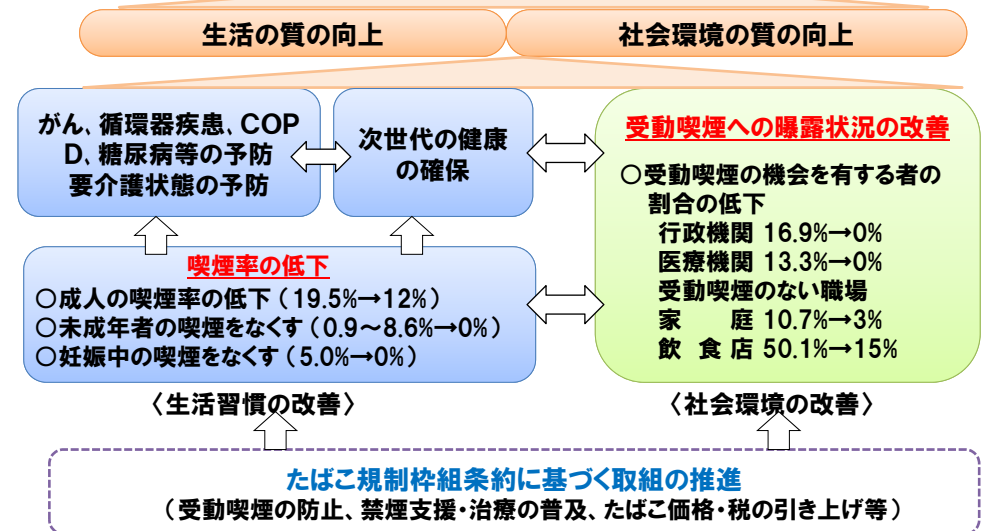 生活の質の向上
社会環境の質の向上
がん、循環器疾患、COP
D、糖尿病等の予防
要介護状態の予防
次世代の健康
の確保
受動喫煙への曝露状況の改善
○受動喫煙の機会を有する者の
割合の低下
行政機関 16.9%→0%
医療機関 13.3%→0%
受動喫煙のない職場
家　　庭 10.7%→3%
飲 食 店 50.1%→15%
喫煙率の低下
○成人の喫煙率の低下（19.5%→12%）
○未成年者の喫煙をなくす（0.9～8.6%→0%）
○妊娠中の喫煙をなくす（5.0%→0%）
〈生活習慣の改善〉
〈社会環境の改善〉
たばこ規制枠組条約に基づく取組の推進
（受動喫煙の防止、禁煙支援・治療の普及、たばこ価格・税の引き上げ等）